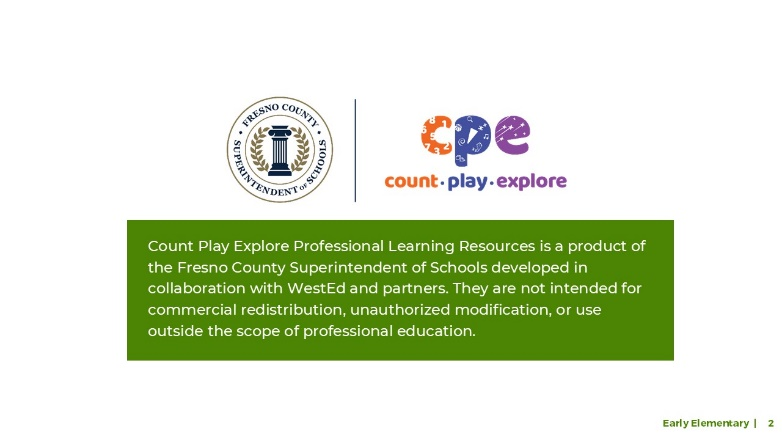 FRESNO COUNTY
SUPERINTENDENT OF SCHOOLS
cpe
count · play · explore
Count Play Explore Professional Learning Resources is a product of
the Fresno County Superintendent of Schools developed in
collaboration with WestEd and partners. They are not intended for
commercial redistribution, unauthorized modification, or use
outside the scope of professional education.
Early Elementary | 2